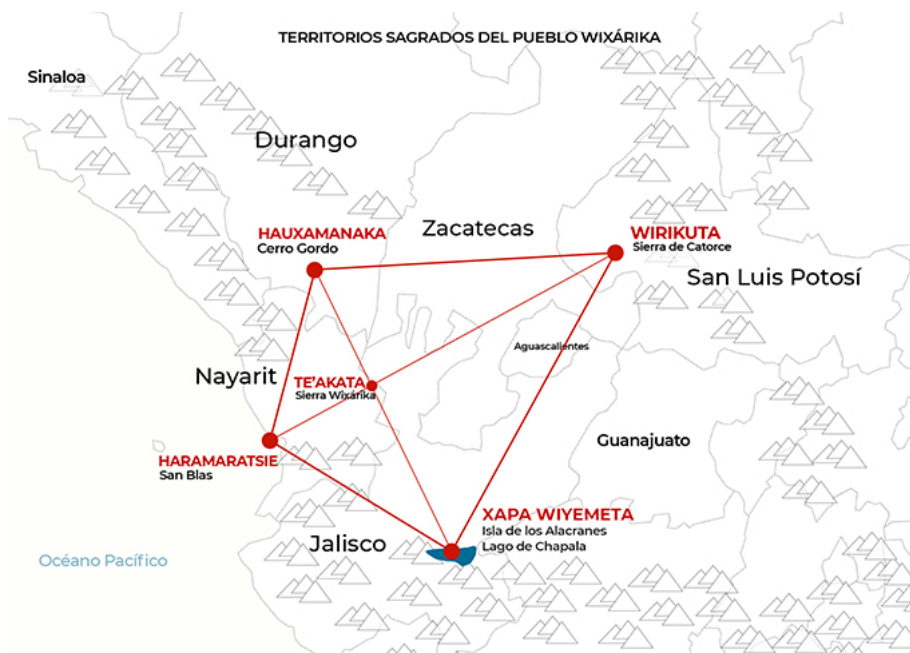 TERRITORIOS SAGRADOS DEL PUEBLO WIXÁRIKA
Sinaloa
Durango
Zacatecas
HAUXAMANAKA
Cerro Gordo
WIRIKUTA
Sierra de Catorce
San Luis Potosí
Aguascalientes
Nayarit
TE'AKATA
Sierra Wixárika
Guanajuato
HARAMARATSIE
San Blas
XAPA WIYEMETA
Isla de los Alacranes
Lago de Chapala
Jalisco
Océano Pacífico